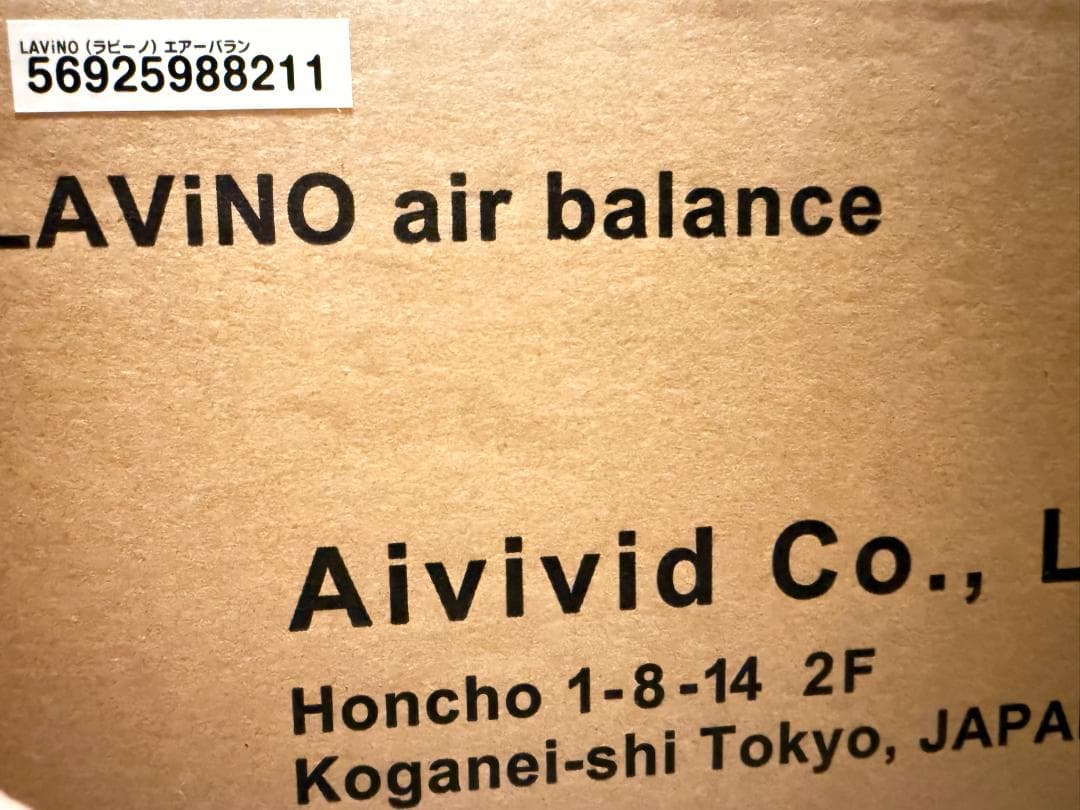 LAViNO（ラビーノ）エアーバラン
56925988211
LAViNO air balance
Aivivid Co., L
Honcho 1-8-14 2F
Koganei-shi Tokyo, JAPA